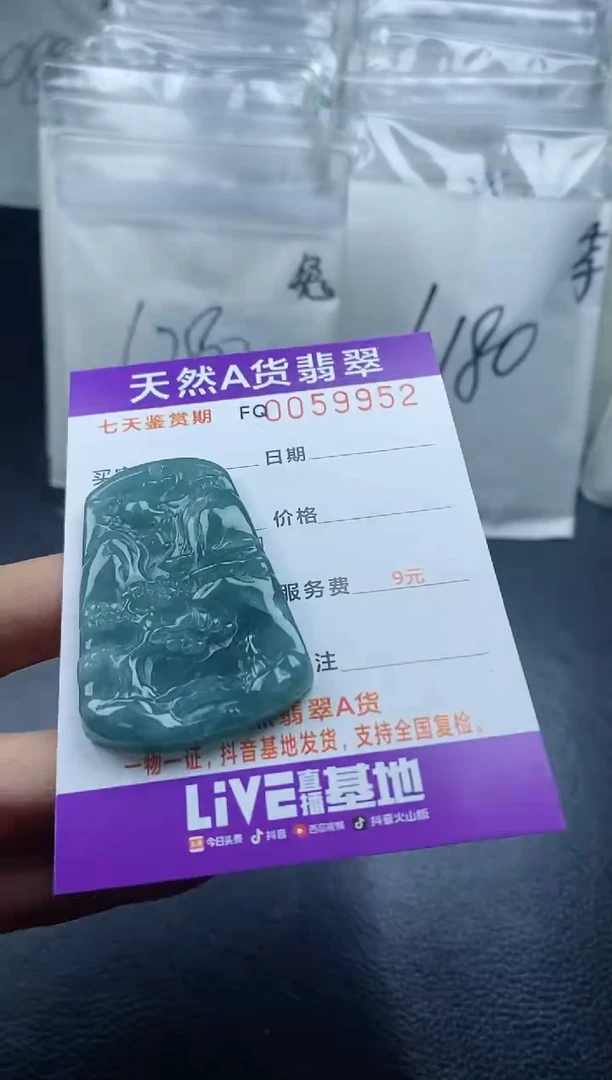 兔
128
羊
180
天然A货翡翠
七天鉴赏期 FQ0059952
日期
价格
服务费 9元
注
翡翠A货
一物一证，抖音基地发货，支持全国复检。
LiVE直播基地
今日头条 抖音 西瓜视频 抖音火山版